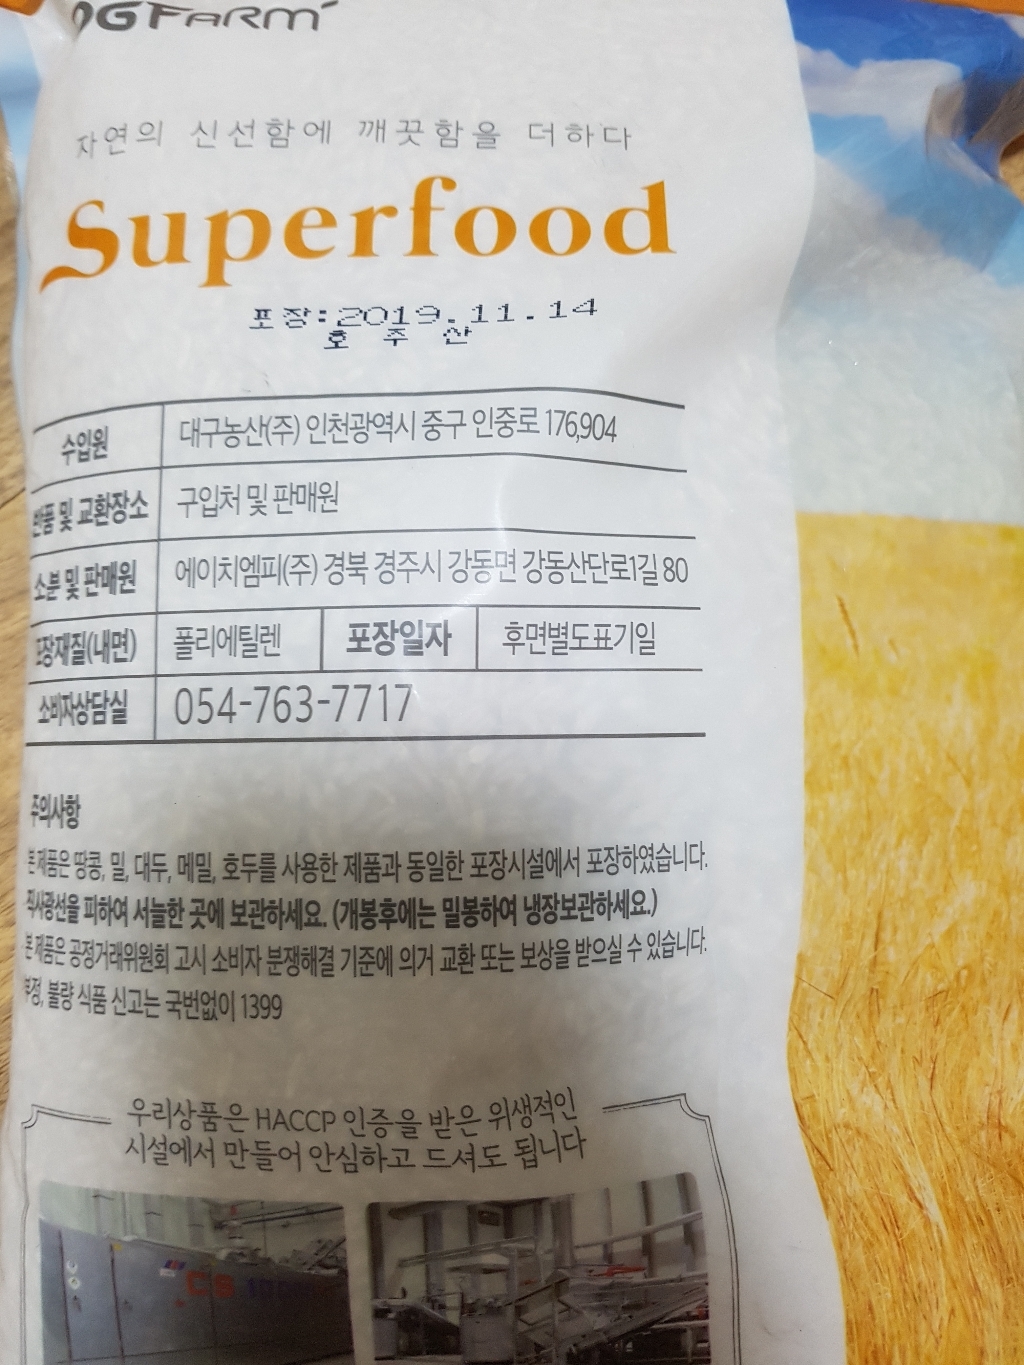 OGFARM
자연의 신선함에 깨끗함을 더하다
Superfood
포장:2019.11.14
호 주 산
수입원 대구농산(주) 인천광역시 중구 인중로 176,904
반품 및 교환장소 구입처 및 판매원
소분 및 판매원 에이치엠피(주) 경북 경주시 강동면 강동산단로1길 80
포장재질(내면) 폴리에틸렌 포장일자 후면별도표기일
소비자상담실 054-763-7717
주의사항
본 제품은 땅콩, 밀, 대두, 메밀, 호두를 사용한 제품과 동일한 포장시설에서 포장하였습니다.
직사광선을 피하여 서늘한 곳에 보관하세요. (개봉후에는 밀봉하여 냉장보관하세요.)
본 제품은 공정거래위원회 고시 소비자 분쟁해결 기준에 의거 교환 또는 보상을 받으실 수 있습니다.
부정, 불량 식품 신고는 국번없이 1399
우리상품은 HACCP 인증을 받은 위생적인
시설에서 만들어 안심하고 드셔도 됩니다